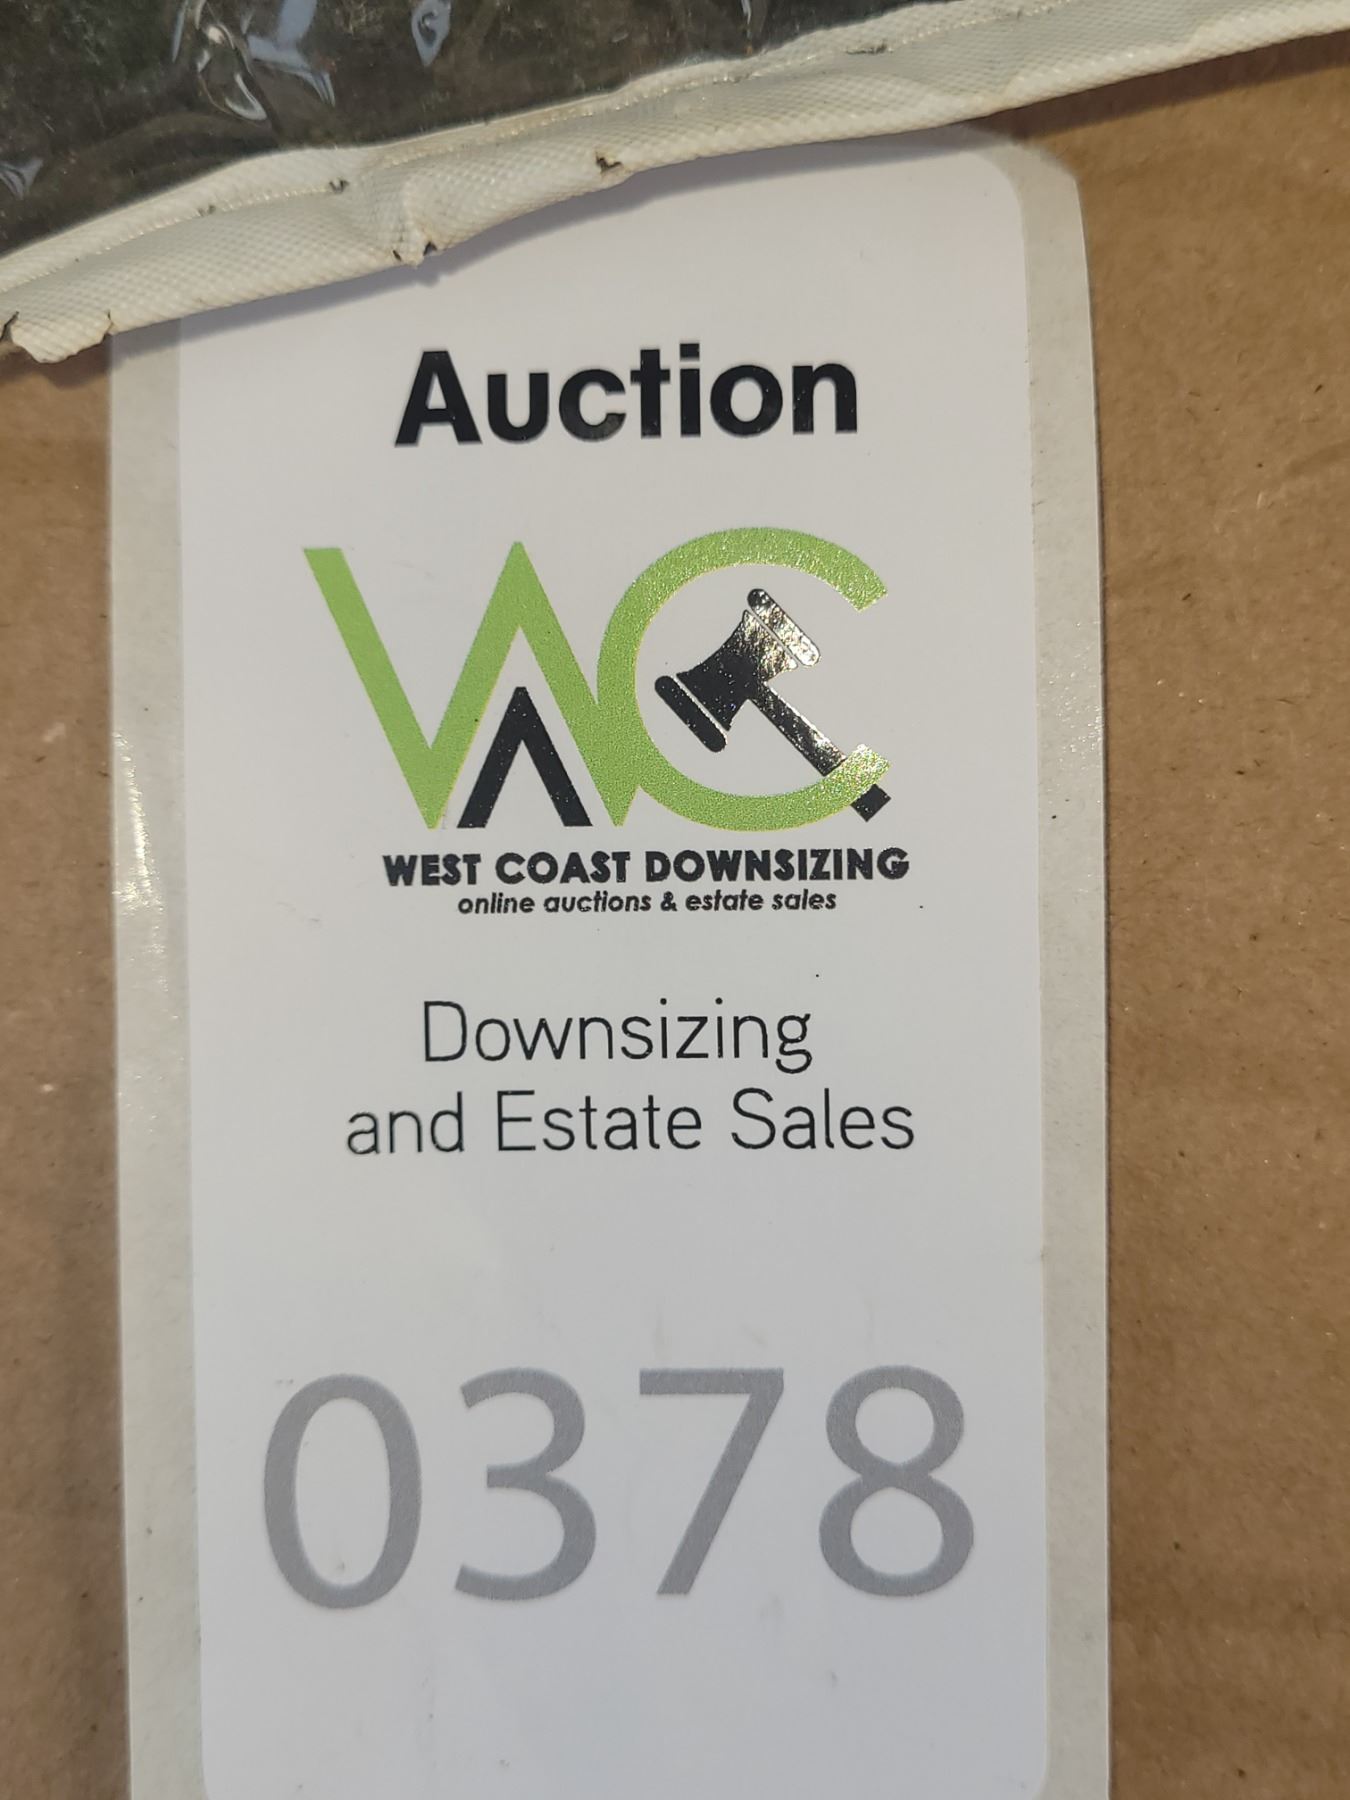 Auction
WC
WEST COAST DOWNSIZING
online auctions & estate sales
Downsizing
and Estate Sales
0378